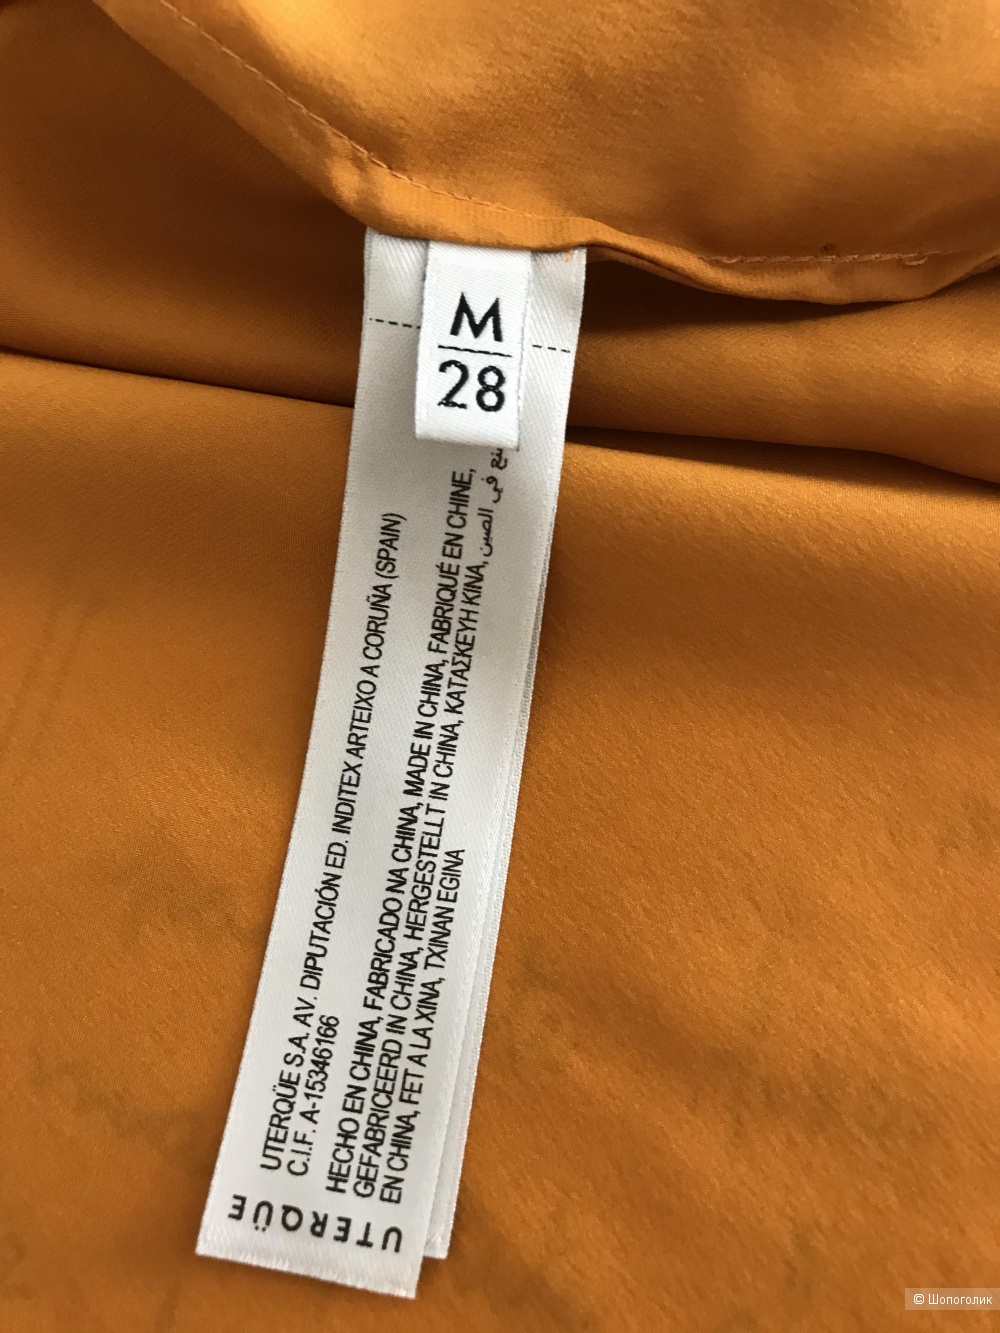 M
28
UTERQÜE S.A. AV. DIPUTACIÓN ED. INDITEX ARTEIXO A CORUÑA (SPAIN)
C.I.F. A-15346166
HECHO EN CHINA, FABRICADO NA CHINA, MADE IN CHINA, FABRIQUÉ EN CHINE,
GEFABRICEERD IN CHINA, HERGESTELLT IN CHINA, ΚΑΤΑΣΚΕΥΗ ΚΙΝΑ, في الصين
EN CHINA, FET A LA XINA, TXINAN EGINA
UTERQÜE
© Шопоголик